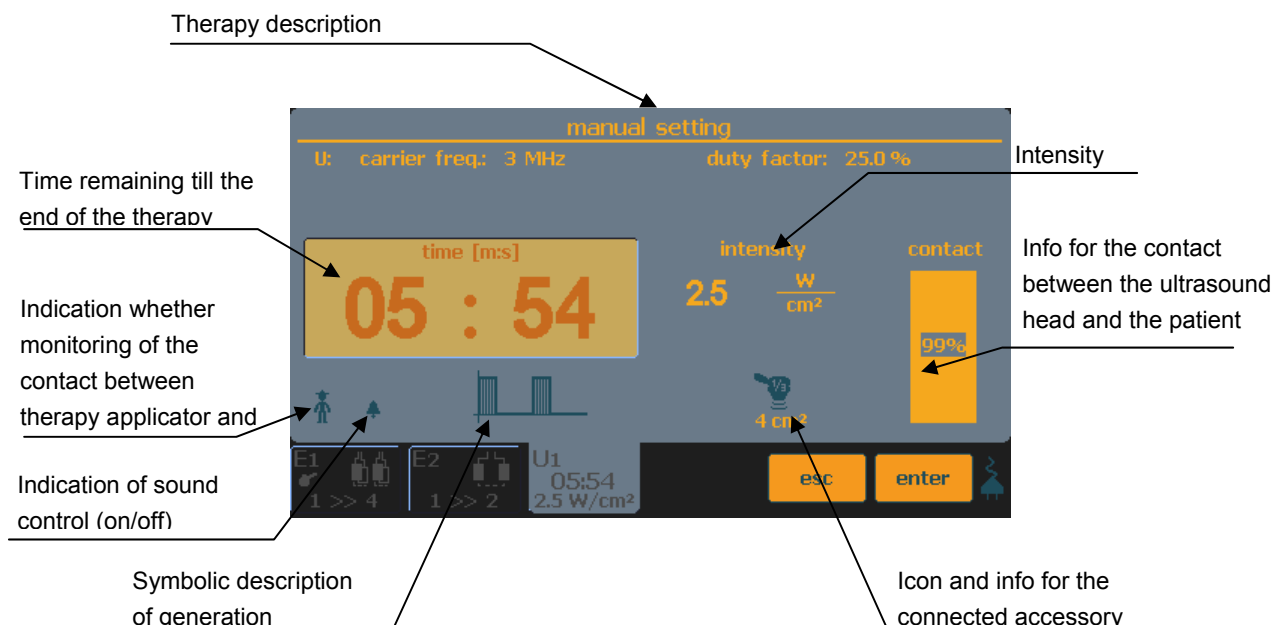 Therapy description
manual setting
U: carrier freq.: 3 MHz duty factor: 25.0 %
Intensity
Time remaining till the
end of the therapy
time [m:s]
05 : 54
intensity
2.5 W
cm²
contact
99%
Info for the contact
between the ultrasound
head and the patient
Indication whether
monitoring of the
contact between
therapy applicator and
1/3
4 cm²
E1
1 >> 4
E2
1 >> 2
U1
05:54
2.5 W/cm²
esc
enter
Indication of sound
control (on/off)
Symbolic description
of generation
Icon and info for the
connected accessory